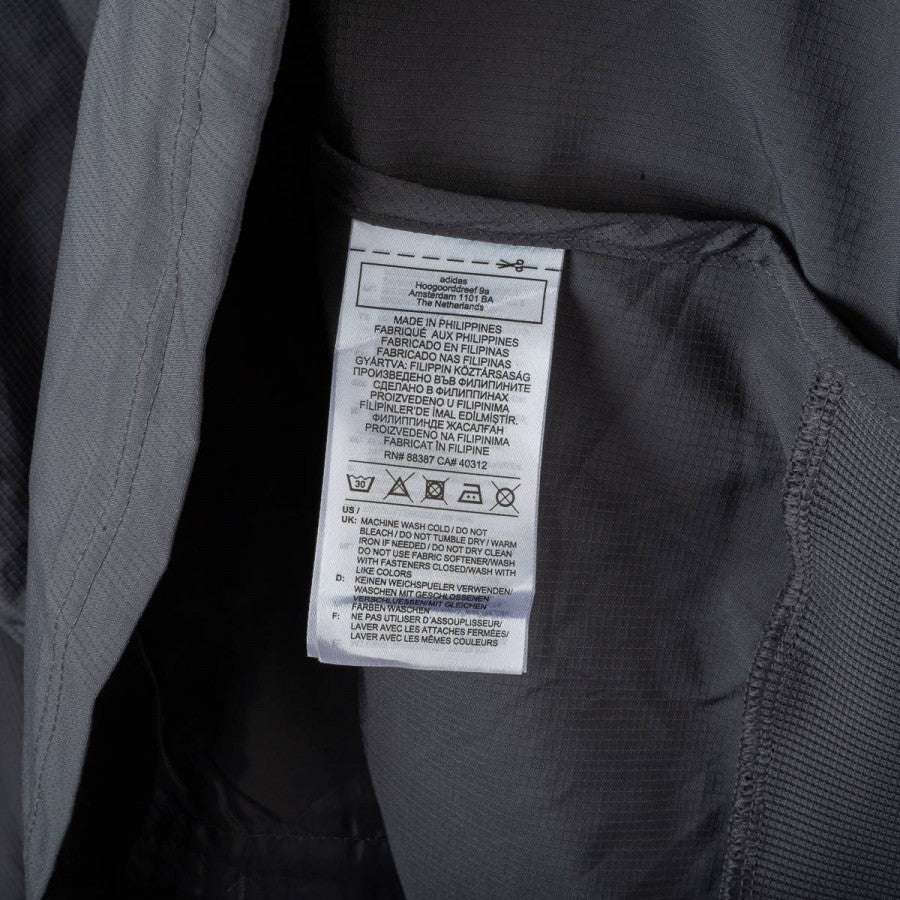 adidas
Hoogoorddreef 9a
Amsterdam 1101 BA
The Netherlands
MADE IN PHILIPPINES
FABRIQUÉ AUX PHILIPPINES
FABRICADO EN FILIPINAS
FABRICADO NAS FILIPINAS
GYÁRTVA: FILIPPIN KÖZTÁRSASÁG
ПРОИЗВЕДЕНО ВЪВ ФИЛИПИНИТЕ
СДЕЛАНО В ФИЛИППИНАХ
PROIZVEDENO U FILIPINIMA
FİLİPİNLER'DE İMAL EDİLMİŞTİR.
ФИЛИППИНДЕ ЖАСАЛҒАН
PROIZVEDENO NA FILIPINIMA
FABRICAT ÎN FILIPINE
RN# 88387 CA# 40312
30
US /
UK: MACHINE WASH COLD / DO NOT
BLEACH / DO NOT TUMBLE DRY / WARM
IRON IF NEEDED / DO NOT DRY CLEAN
DO NOT USE FABRIC SOFTENER/WASH
WITH FASTENERS CLOSED/WASH WITH
LIKE COLORS
D: KEINEN WEICHSPUELER VERWENDEN/
WASCHEN MIT GESCHLOSSENEN
VERSCHLUESSEN/MIT GLEICHEN
FARBEN WASCHEN
F: NE PAS UTILISER D'ASSOUPLISSEUR/
LAVER AVEC LES ATTACHES FERMÉES/
LAVER AVEC LES MÊMES COULEURS